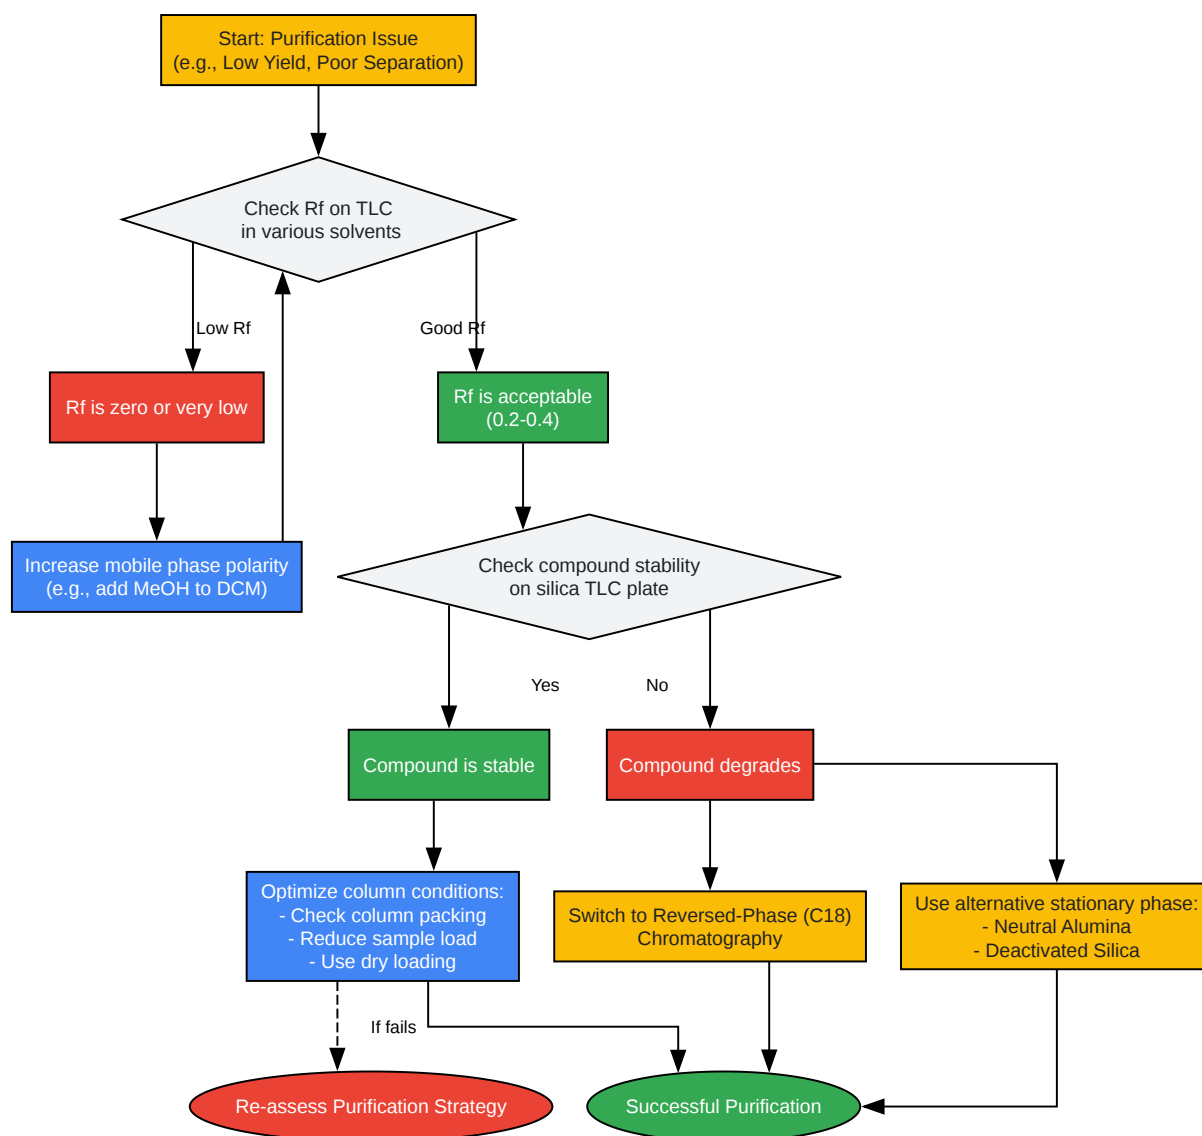 Start: Purification Issue
(e.g., Low Yield, Poor Separation)
Check Rf on TLC
in various solvents
Low Rf
Good Rf
Rf is zero or very low
Rf is acceptable
(0.2-0.4)
Increase mobile phase polarity
(e.g., add MeOH to DCM)
Check compound stability
on silica TLC plate
Yes
No
Compound is stable
Compound degrades
Optimize column conditions:
- Check column packing
- Reduce sample load
- Use dry loading
Switch to Reversed-Phase (C18)
Chromatography
Use alternative stationary phase:
- Neutral Alumina
- Deactivated Silica
If fails
Re-assess Purification Strategy
Successful Purification